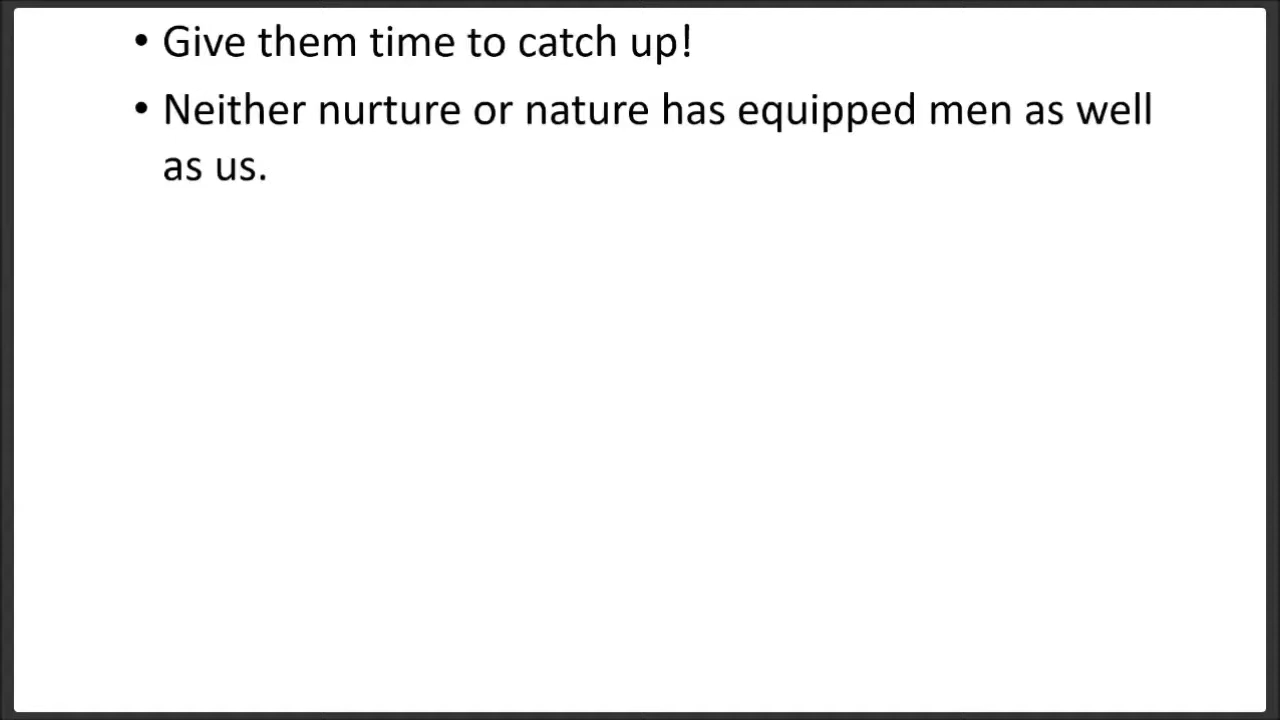 • Give them time to catch up!
• Neither nurture or nature has equipped men as well
as us.